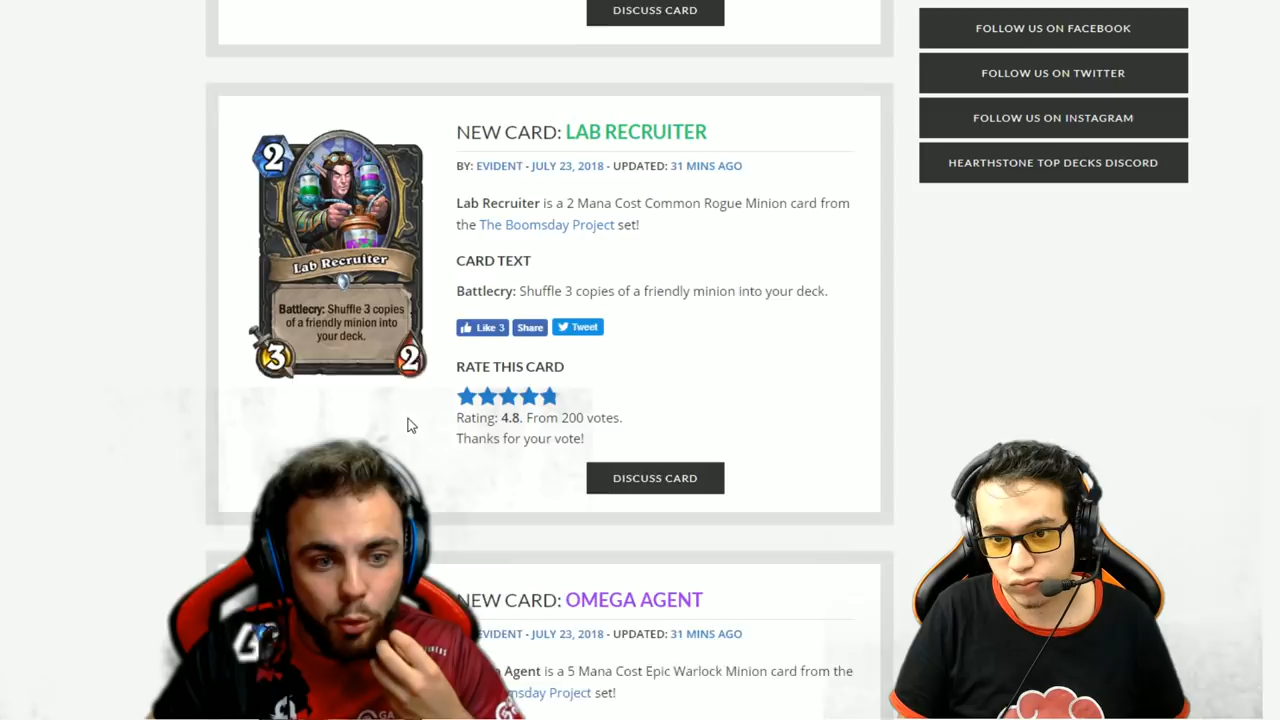 DISCUSS CARD
FOLLOW US ON FACEBOOK
FOLLOW US ON TWITTER
FOLLOW US ON INSTAGRAM
HEARTHSTONE TOP DECKS DISCORD
2
Lab Recruiter
Battlecry: Shuffle 3 copies
of a friendly minion into
your deck.
3
2
NEW CARD: LAB RECRUITER
BY: EVIDENT - JULY 23, 2018 - UPDATED: 31 MINS AGO
Lab Recruiter is a 2 Mana Cost Common Rogue Minion card from
the The Boomsday Project set!
CARD TEXT
Battlecry: Shuffle 3 copies of a friendly minion into your deck.
Like 3 Share Tweet
RATE THIS CARD
Rating: 4.8. From 200 votes.
Thanks for your vote!
DISCUSS CARD
NEW CARD: OMEGA AGENT
EVIDENT - JULY 23, 2018 - UPDATED: 31 MINS AGO
Agent is a 5 Mana Cost Epic Warlock Minion card from the
Project set!